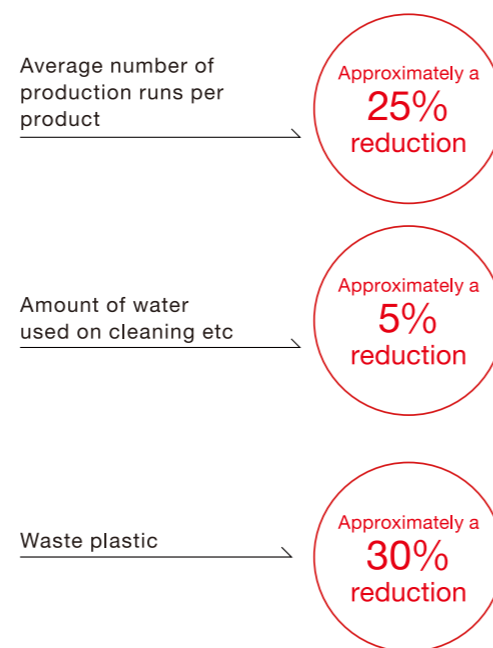 Average number of
production runs per
product
Approximately a
25%
reduction
Amount of water
used on cleaning etc
Approximately a
5%
reduction
Waste plastic
Approximately a
30%
reduction